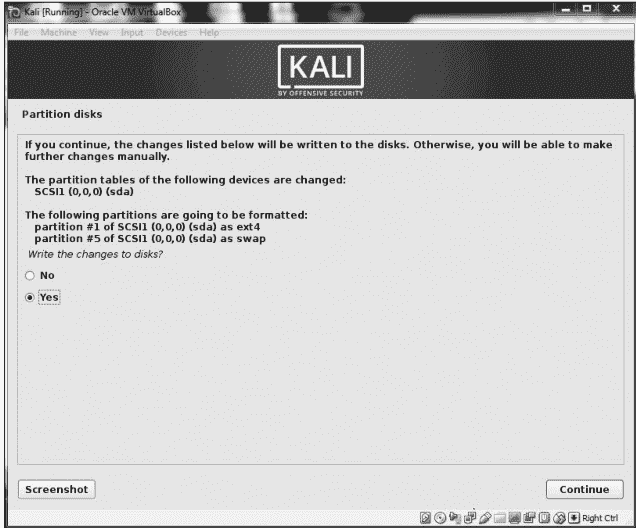 Kali [Running] - Oracle VM VirtualBox
File Machine View Input Devices Help
KALI
BY OFFENSIVE SECURITY
Partition disks
If you continue, the changes listed below will be written to the disks. Otherwise, you will be able to make
further changes manually.
The partition tables of the following devices are changed:
SCSI1 (0,0,0) (sda)
The following partitions are going to be formatted:
partition #1 of SCSI1 (0,0,0) (sda) as ext4
partition #5 of SCSI1 (0,0,0) (sda) as swap
Write the changes to disks?
No
Yes
Screenshot
Continue
Right Ctrl